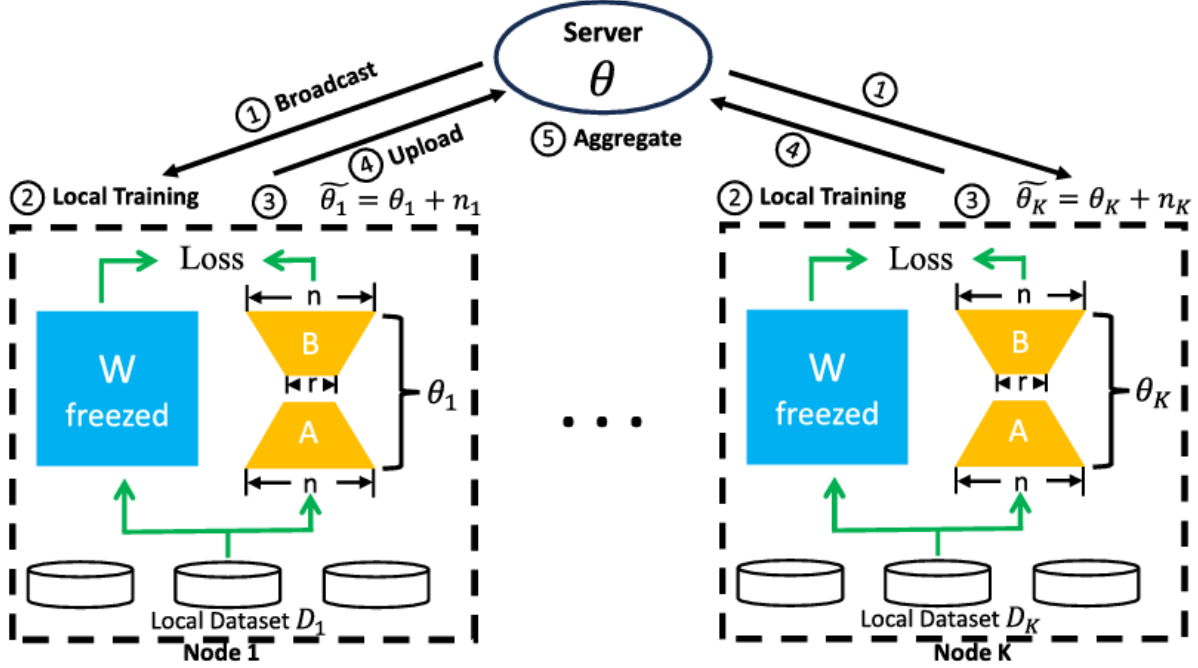 Server
θ
① Broadcast
④ Upload
⑤ Aggregate
①
④
② Local Training
③ θ̃₁ = θ₁ + n₁
Loss
n
W
freezed
B
r
A
n
θ₁
Local Dataset D₁
Node 1
. . .
② Local Training
③ θ̃_K = θ_K + n_K
Loss
n
W
freezed
B
r
A
n
θ_K
Local Dataset D_K
Node K